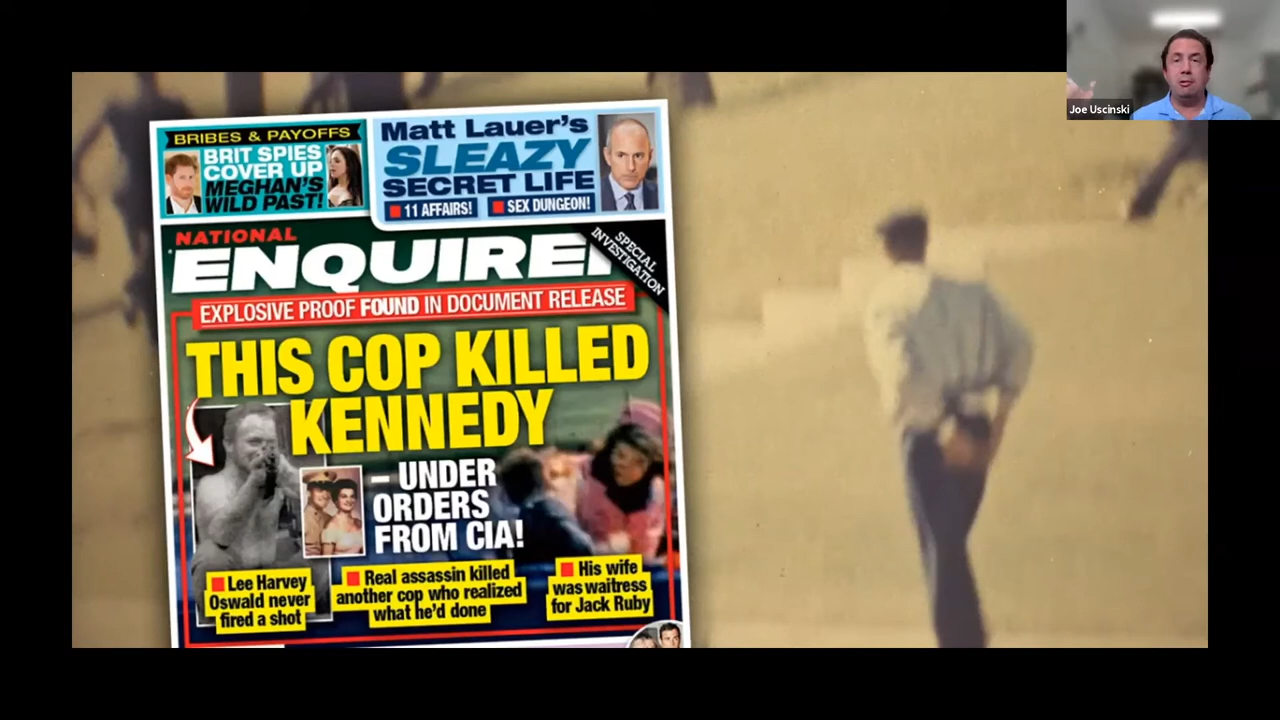 Joe Uscinski
BRIBES & PAYOFFS
BRIT SPIES
COVER UP
MEGHAN'S
WILD PAST!
Matt Lauer's
SLEAZY
SECRET LIFE
11 AFFAIRS!
SEX DUNGEON!
NATIONAL
ENQUIRER
SPECIAL
INVESTIGATION
EXPLOSIVE PROOF FOUND IN DOCUMENT RELEASE
THIS COP KILLED
KENNEDY
– UNDER
ORDERS
FROM CIA!
Lee Harvey
Oswald never
fired a shot
Real assassin killed
another cop who realized
what he'd done
His wife
was waitress
for Jack Ruby